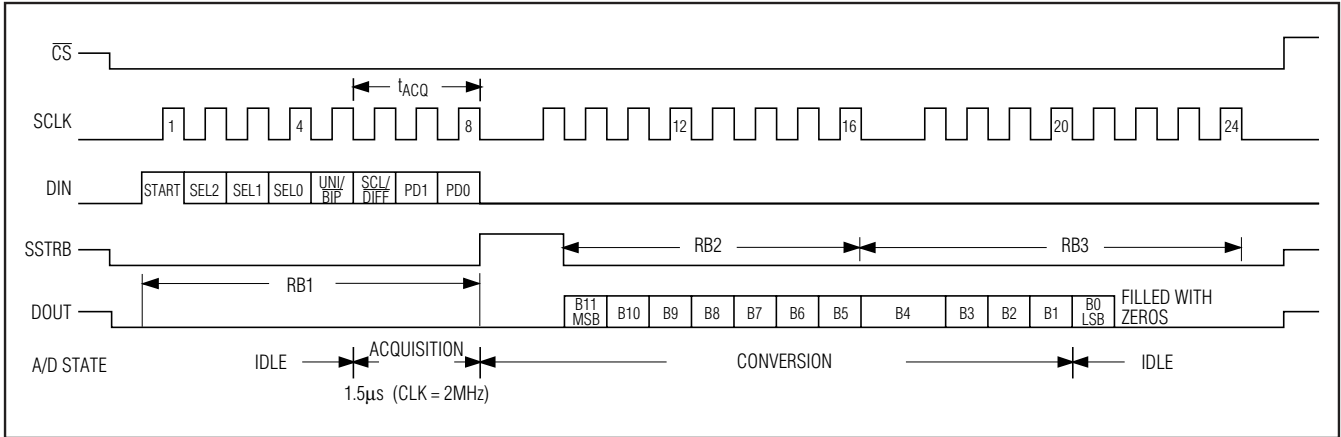 CS
tACQ
SCLK
1
4
8
12
16
20
24
DIN
START
SEL2
SEL1
SEL0
UNI/
BIP
SCL/
DIFF
PD1
PD0
SSTRB
RB2
RB3
RB1
DOUT
B11
MSB
B10
B9
B8
B7
B6
B5
B4
B3
B2
B1
B0
LSB
FILLED WITH
ZEROS
A/D STATE
IDLE
ACQUISITION
CONVERSION
IDLE
1.5µs (CLK = 2MHz)